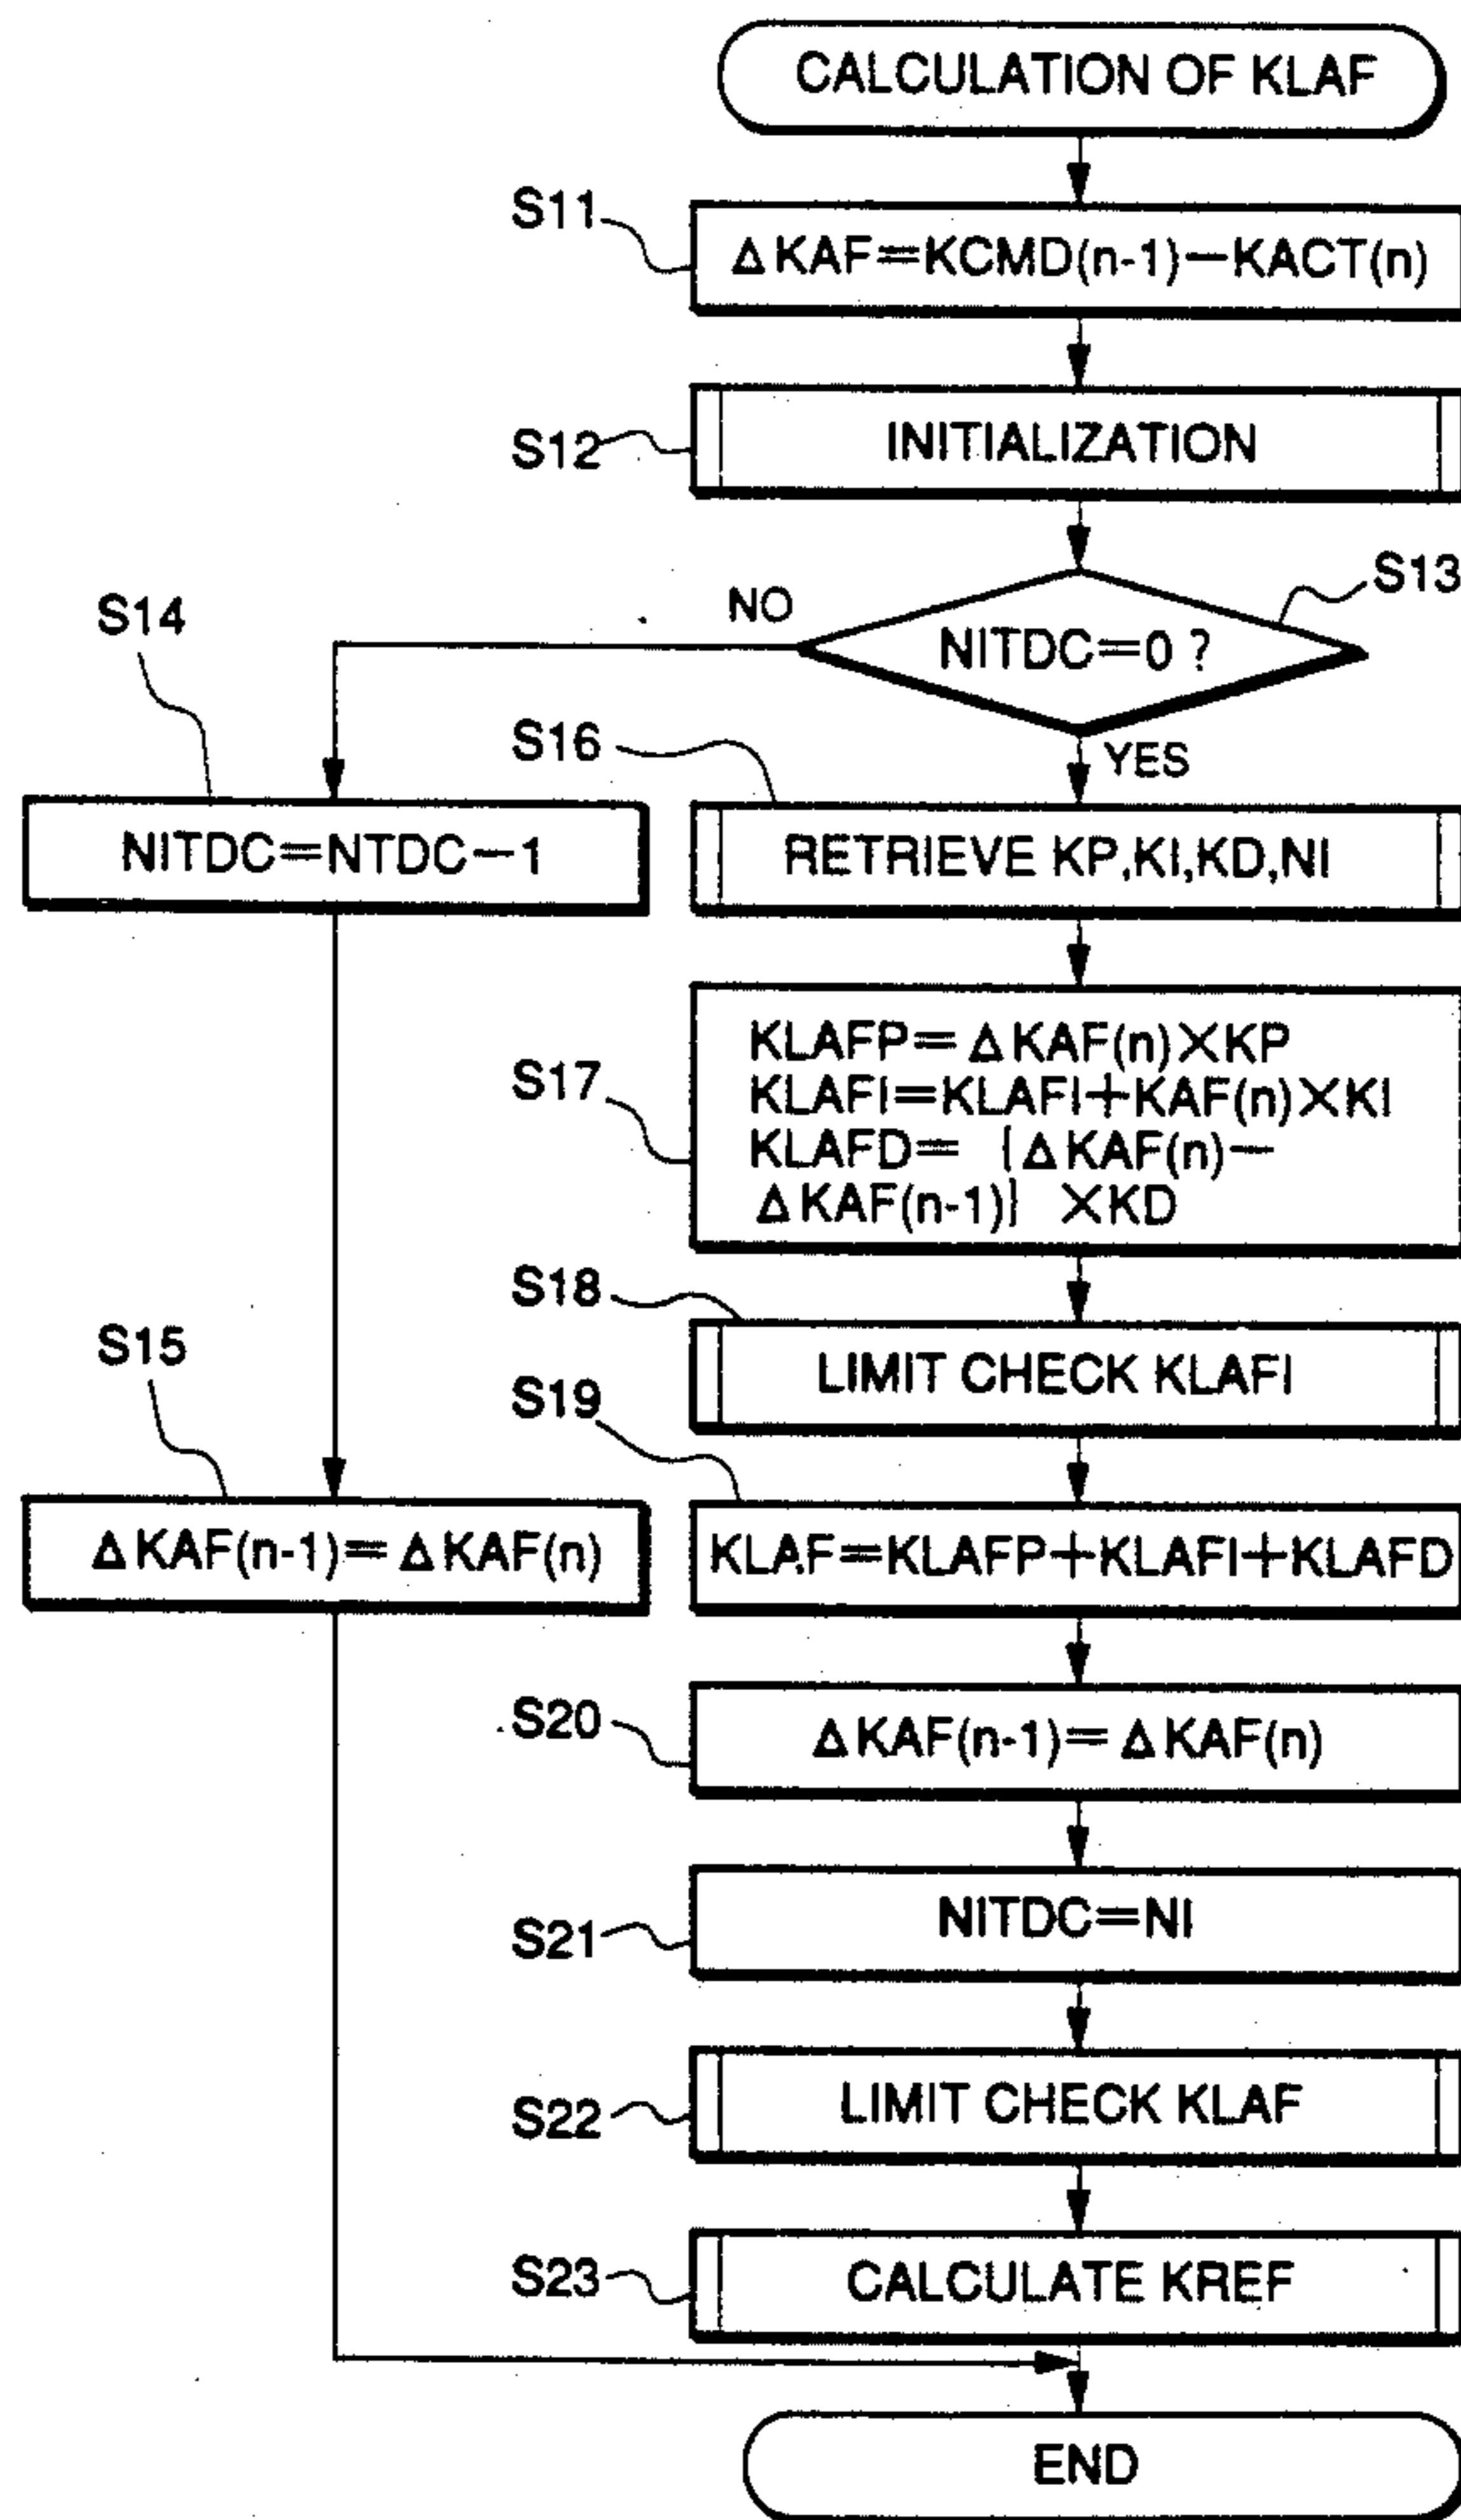 CALCULATION OF KLAF
S11
ΔKAF=KCMD(n-1)-KACT(n)
S12
INITIALIZATION
S13
NITDC=0 ?
NO
YES
S14
NITDC=NTDC-1
S15
ΔKAF(n-1)=ΔKAF(n)
S16
RETRIEVE KP,KI,KD,NI
S17
KLAFP=ΔKAF(n)×KP
KLAFI=KLAFI+KAF(n)×KI
KLAFD= {ΔKAF(n)-
ΔKAF(n-1)} ×KD
S18
LIMIT CHECK KLAFI
S19
KLAF=KLAFP+KLAFI+KLAFD
S20
ΔKAF(n-1)=ΔKAF(n)
S21
NITDC=NI
S22
LIMIT CHECK KLAF
S23
CALCULATE KREF
END